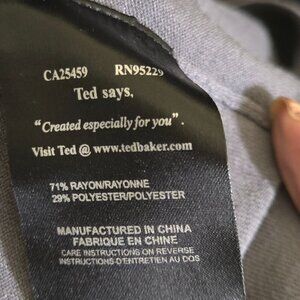 CA25459 RN95229
Ted says,
"Created especially for you".
Visit Ted @ www.tedbaker.com
71% RAYON/RAYONNE
29% POLYESTER/POLYESTER
MANUFACTURED IN CHINA
FABRIQUE EN CHINE
CARE INSTRUCTIONS ON REVERSE
INSTRUCTIONS D'ENTRETIEN AU DOS